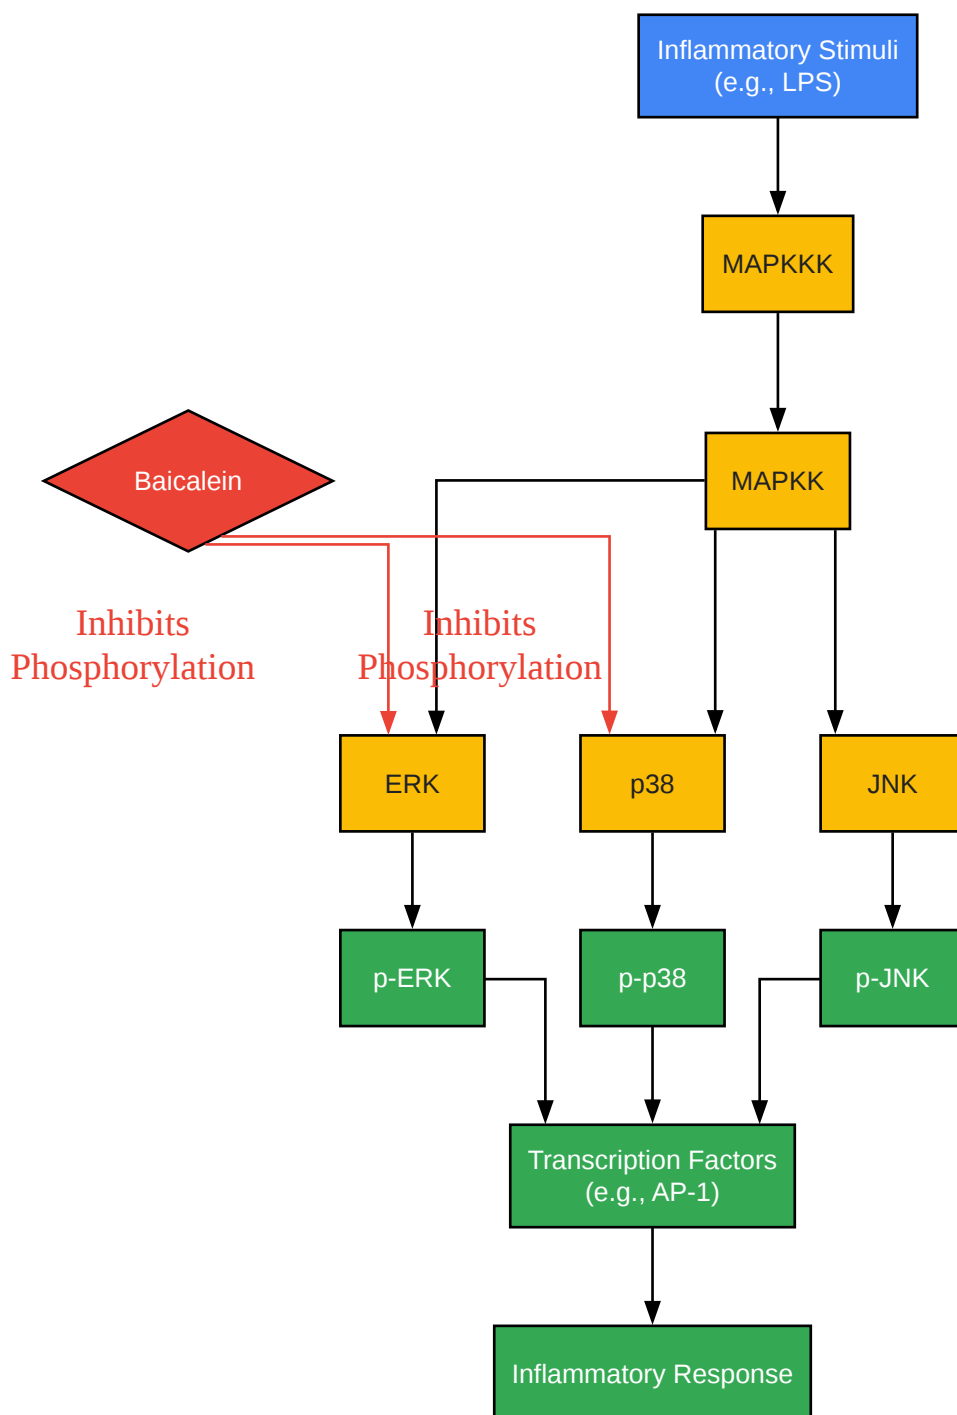 Inflammatory Stimuli
(e.g., LPS)
MAPKKK
Baicalein
MAPKK
Inhibits
Phosphorylation
Inhibits
Phosphorylation
ERK
p38
JNK
p-ERK
p-p38
p-JNK
Transcription Factors
(e.g., AP-1)
Inflammatory Response